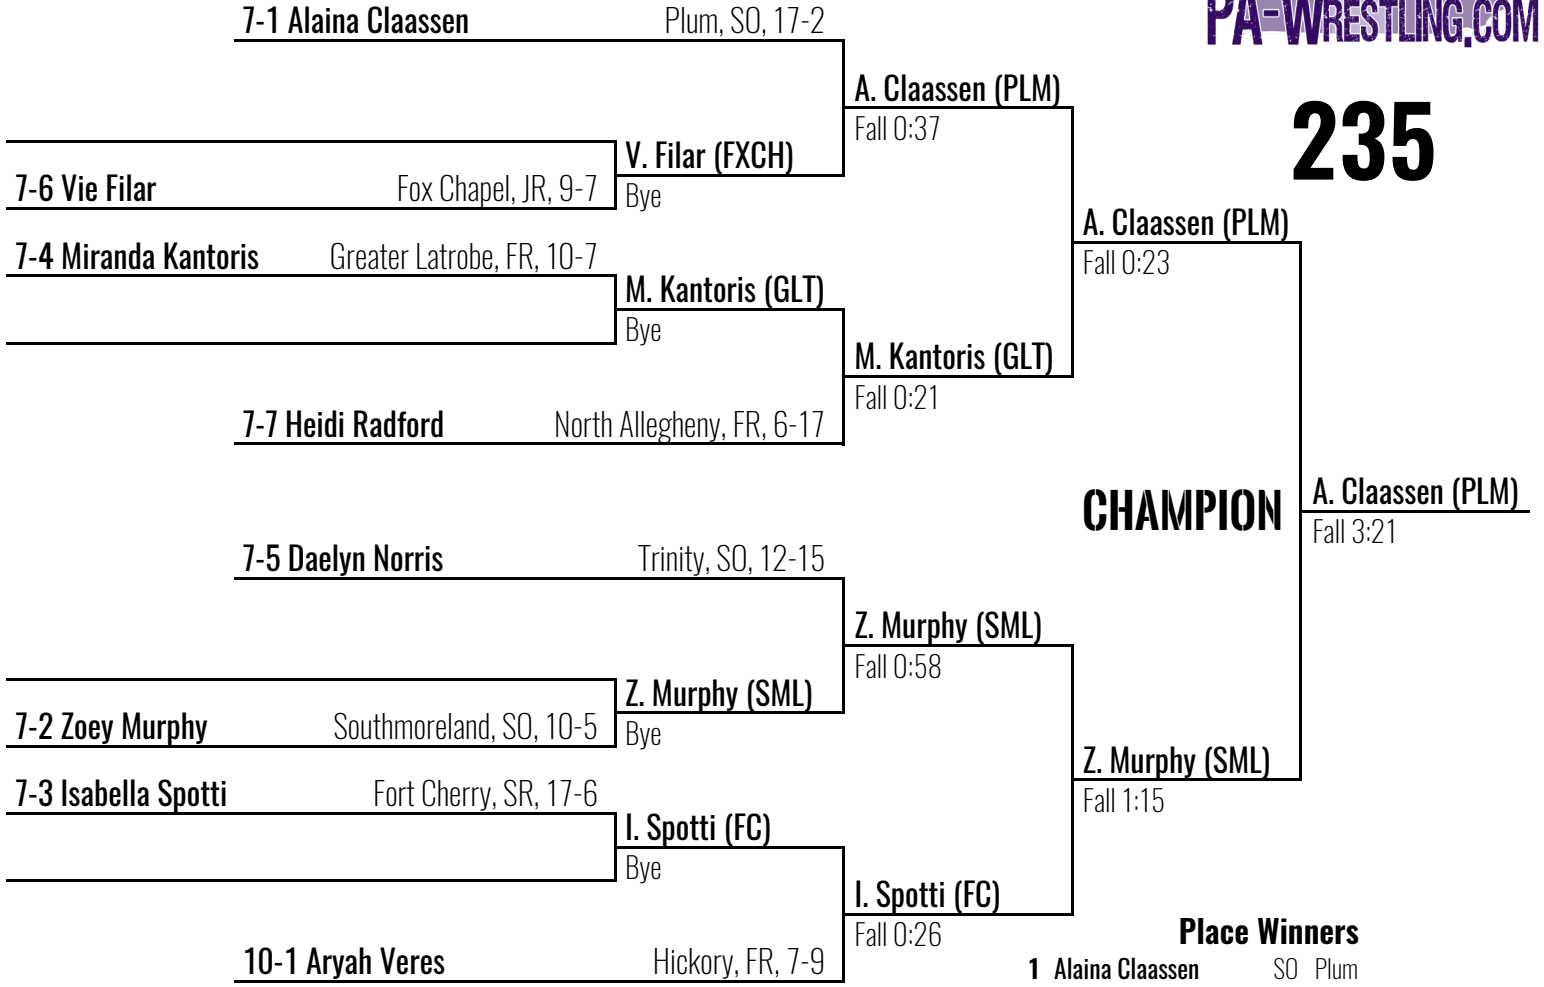 PA-WRESTLING.COM
235
7-1 Alaina Claassen Plum, SO, 17-2
A. Claassen (PLM)
Fall 0:37
V. Filar (FXCH)
Bye
7-6 Vie Filar Fox Chapel, JR, 9-7
A. Claassen (PLM)
Fall 0:23
7-4 Miranda Kantoris Greater Latrobe, FR, 10-7
M. Kantoris (GLT)
Bye
M. Kantoris (GLT)
Fall 0:21
7-7 Heidi Radford North Allegheny, FR, 6-17
CHAMPION
A. Claassen (PLM)
Fall 3:21
7-5 Daelyn Norris Trinity, SO, 12-15
Z. Murphy (SML)
Fall 0:58
Z. Murphy (SML)
Bye
7-2 Zoey Murphy Southmoreland, SO, 10-5
Z. Murphy (SML)
Fall 1:15
7-3 Isabella Spotti Fort Cherry, SR, 17-6
I. Spotti (FC)
Bye
I. Spotti (FC)
Fall 0:26
10-1 Aryah Veres Hickory, FR, 7-9
Place Winners
1 Alaina Claassen SO Plum